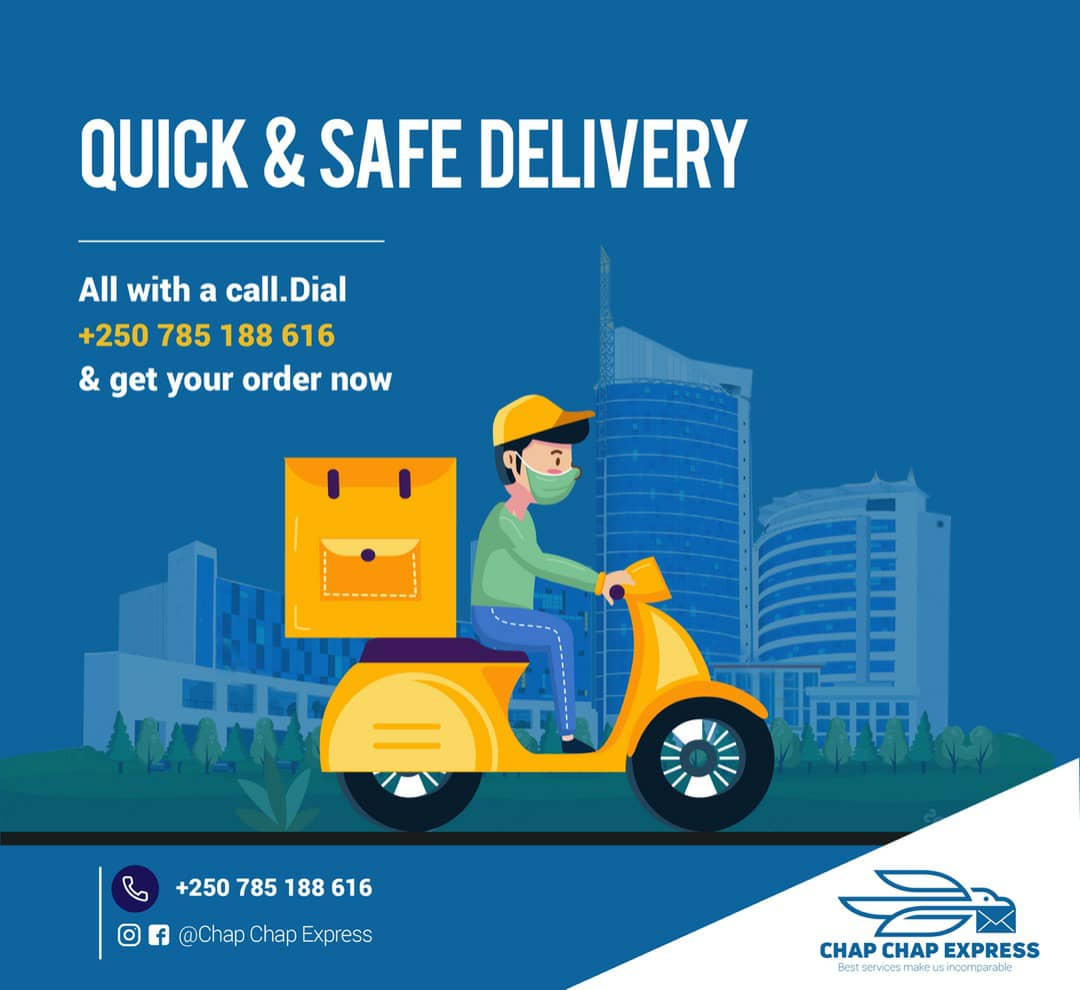 QUICK & SAFE DELIVERY
All with a call.Dial
+250 785 188 616
& get your order now
+250 785 188 616
@Chap Chap Express
CHAP CHAP EXPRESS
Best services make us incomparable